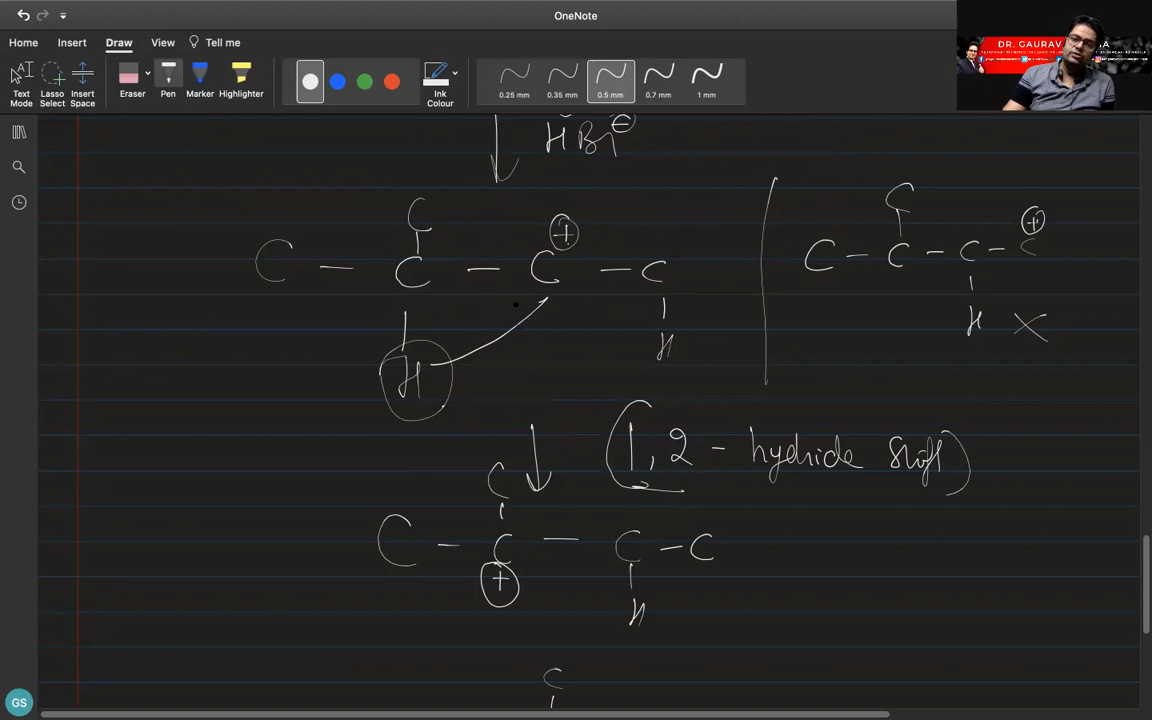 OneNote
Home Insert Draw View Tell me
DR. GAURAV
Text Mode Lasso Select Insert Space Eraser Pen Marker Highlighter Ink Colour 0.25 mm 0.35 mm 0.5 mm 0.7 mm 1 mm
H Br
C C
C — C — C⊕ — C C — C — C — C⊕
H H H ×
(1,2 - hydride shift)
C
C — C — C — C
⊕ H
C
GS